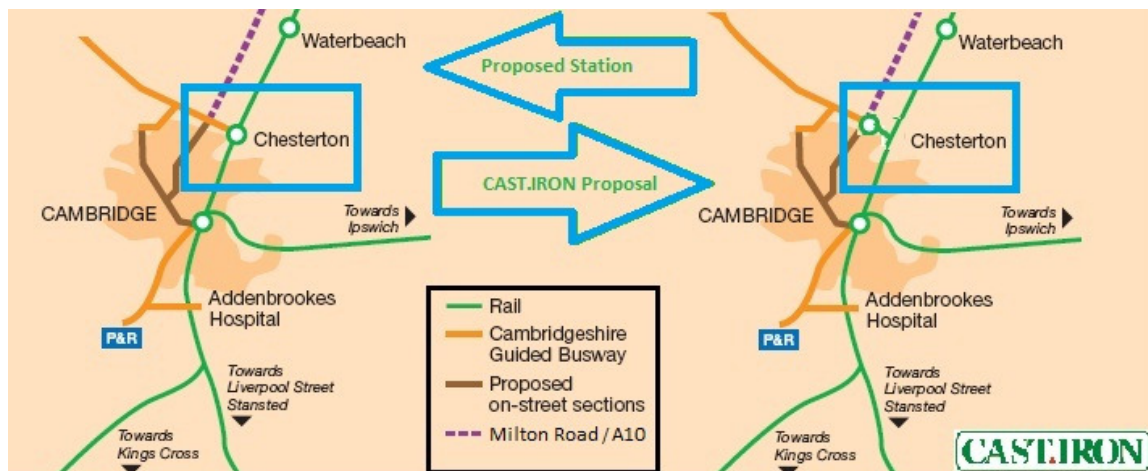 Waterbeach
Chesterton
CAMBRIDGE
Towards
Ipswich
Addenbrookes
Hospital
P&R
Towards
Liverpool Street
Stansted
Towards
Kings Cross
Proposed Station
CAST.IRON Proposal
Rail
Cambridgeshire
Guided Busway
Proposed
on-street sections
Milton Road / A10
Waterbeach
Chesterton
CAMBRIDGE
Towards
Ipswich
Addenbrookes
Hospital
P&R
Towards
Liverpool Street
Stansted
Towards
Kings Cross
CAST.IRON